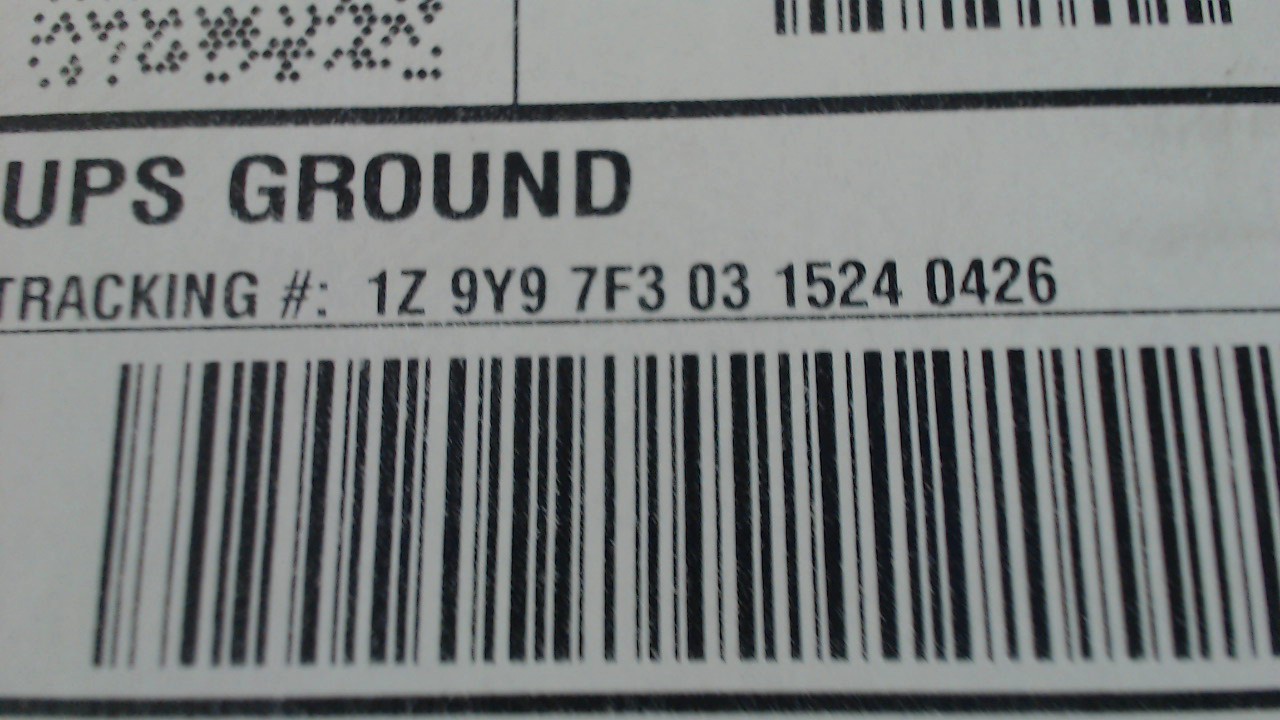 UPS GROUND
TRACKING #: 1Z 9Y9 7F3 03 1524 0426